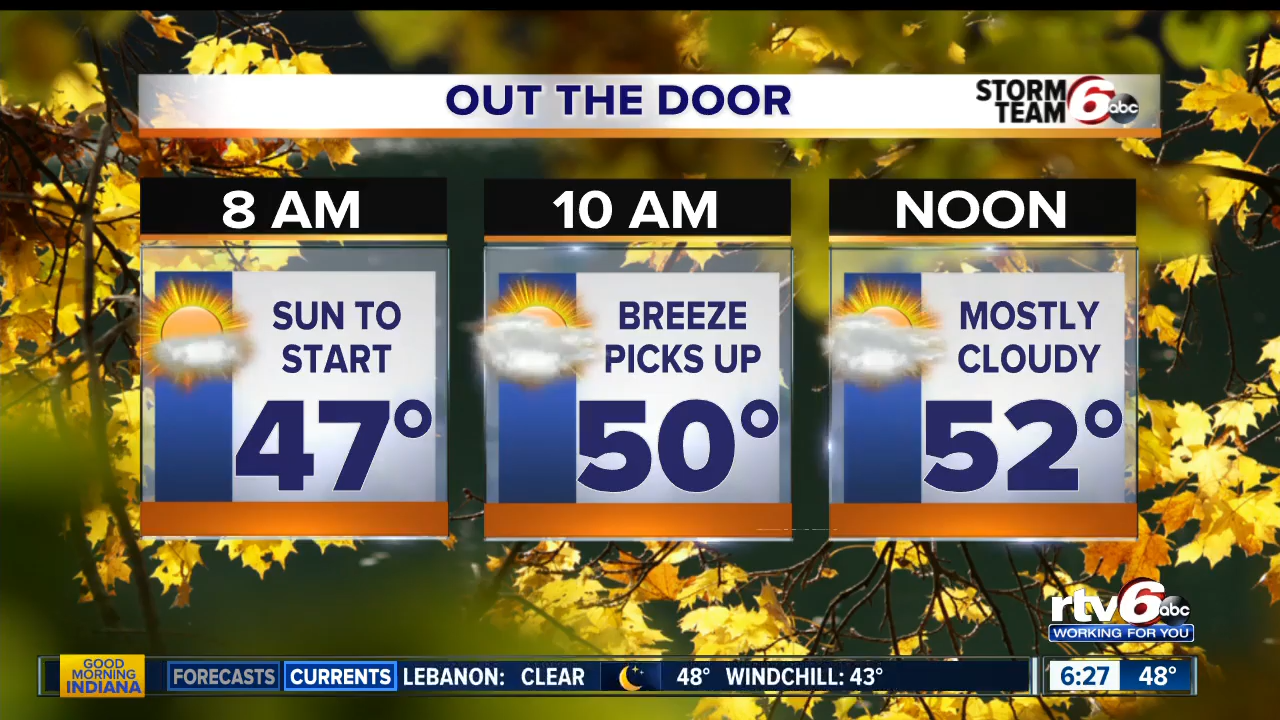 OUT THE DOOR
STORM
TEAM 6 abc
8 AM
SUN TO
START
47°
10 AM
BREEZE
PICKS UP
50°
NOON
MOSTLY
CLOUDY
52°
rtv6 abc
WORKING FOR YOU
GOOD
MORNING
INDIANA
FORECASTS CURRENTS LEBANON: CLEAR 48° WINDCHILL: 43°
6:27 48°